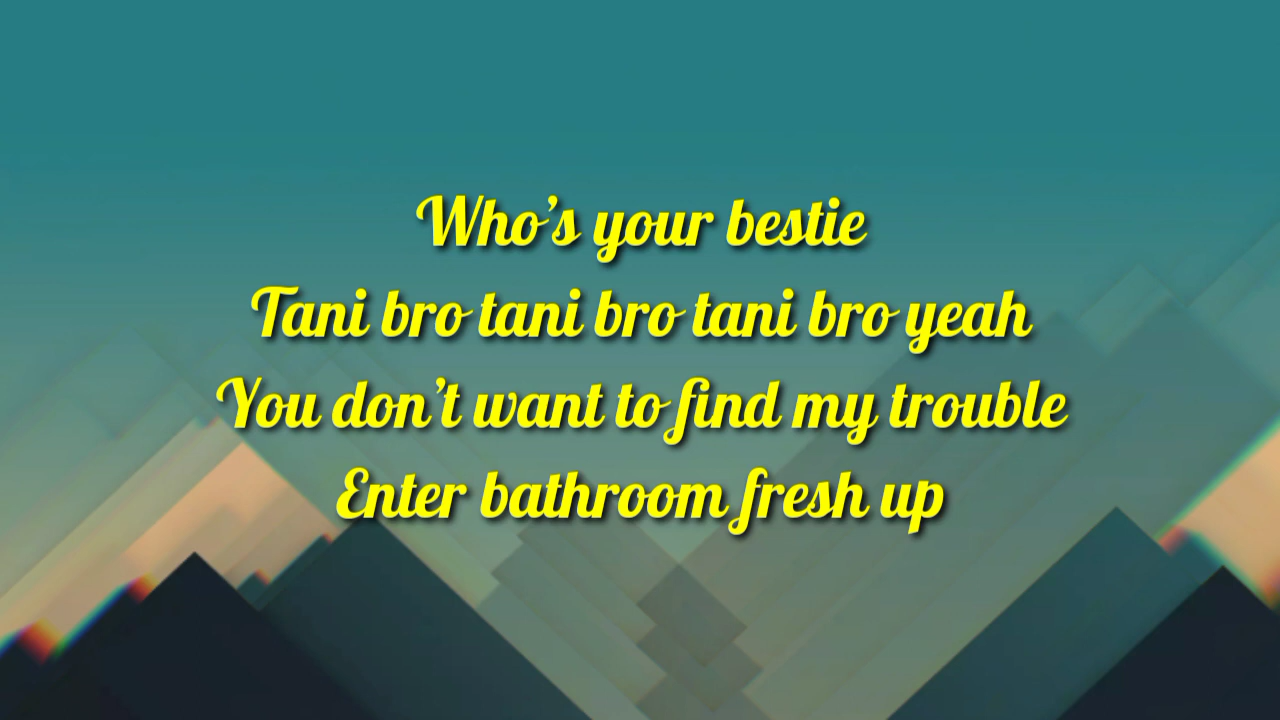 Who's your bestie
Tani bro tani bro tani bro yeah
You don't want to find my trouble
Enter bathroom fresh up